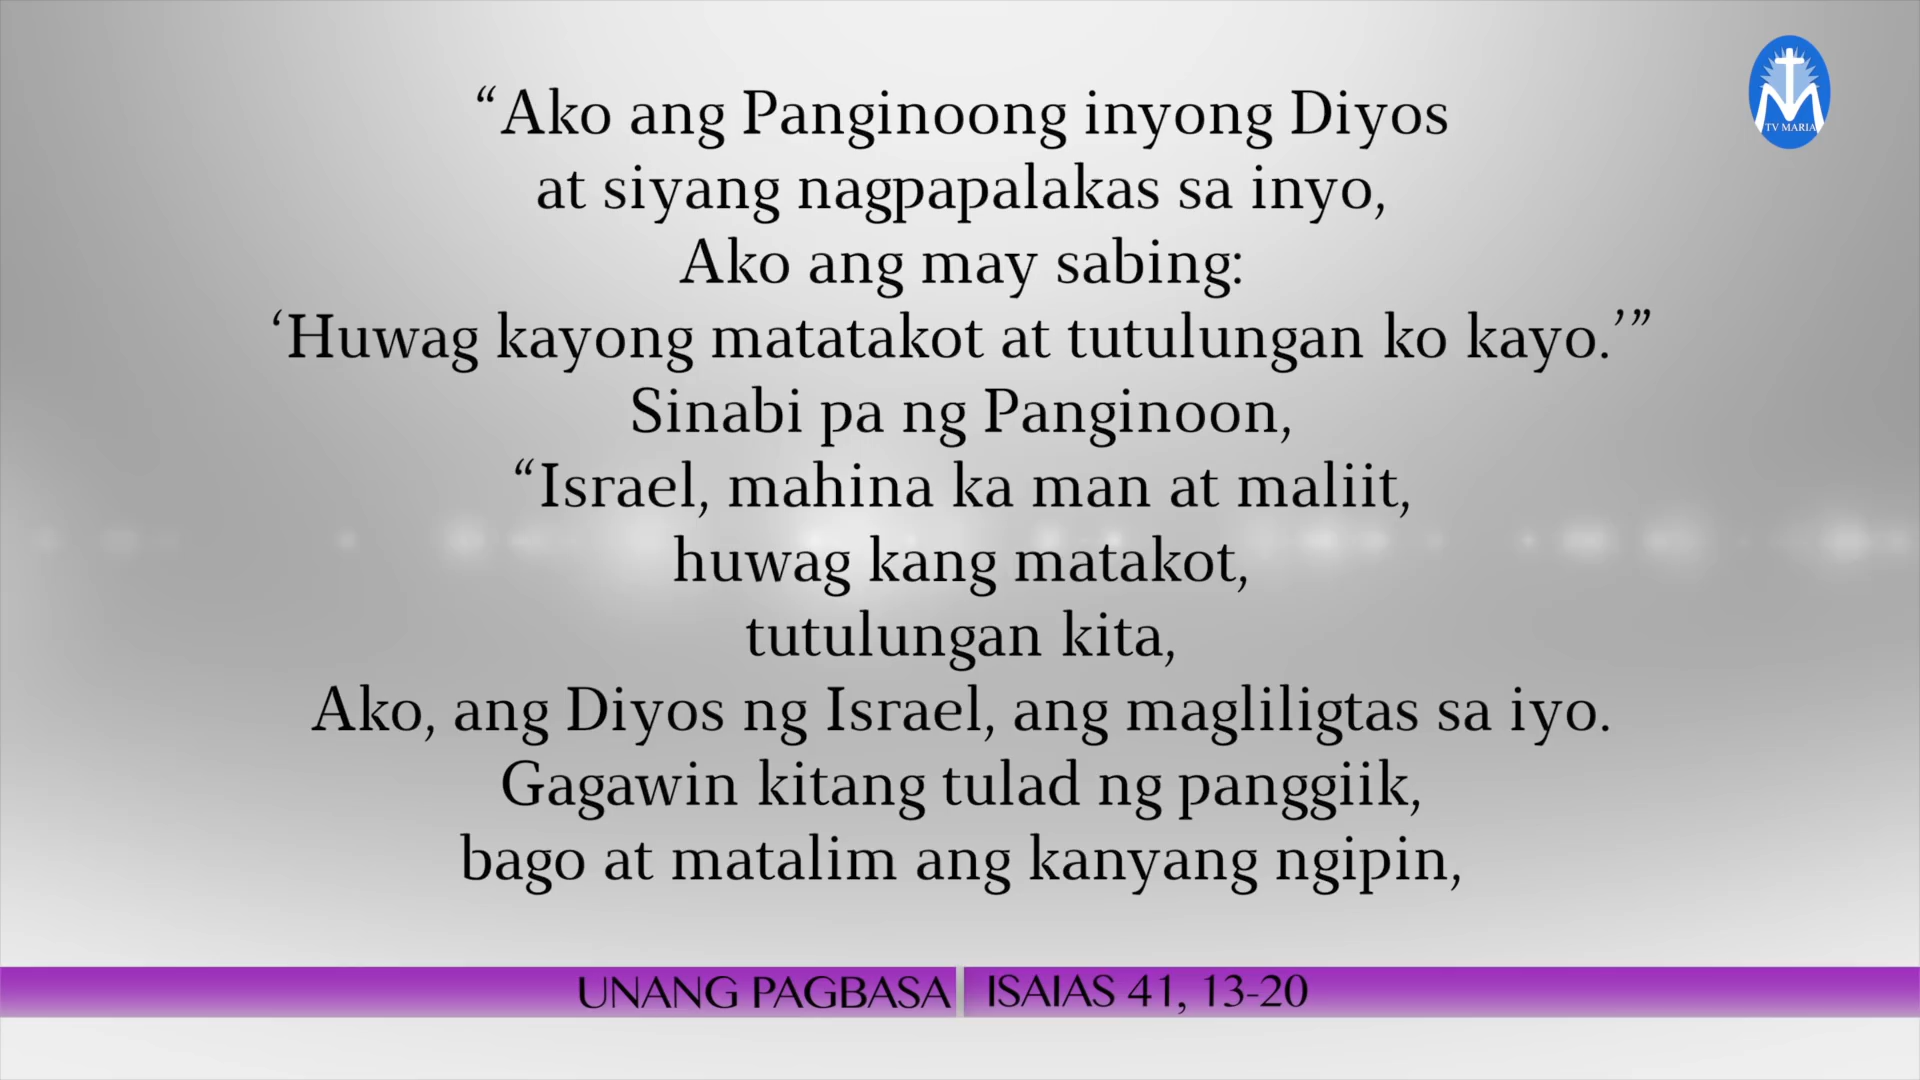 “Ako ang Panginoong inyong Diyos
at siyang nagpapalakas sa inyo,
Ako ang may sabing:
‘Huwag kayong matatakot at tutulungan ko kayo.’”
Sinabi pa ng Panginoon,
“Israel, mahina ka man at maliit,
huwag kang matakot,
tutulungan kita,
Ako, ang Diyos ng Israel, ang magliligtas sa iyo.
Gagawin kitang tulad ng panggiik,
bago at matalim ang kanyang ngipin,
UNANG PAGBASA ISAIAS 41, 13-20
TV MARIA